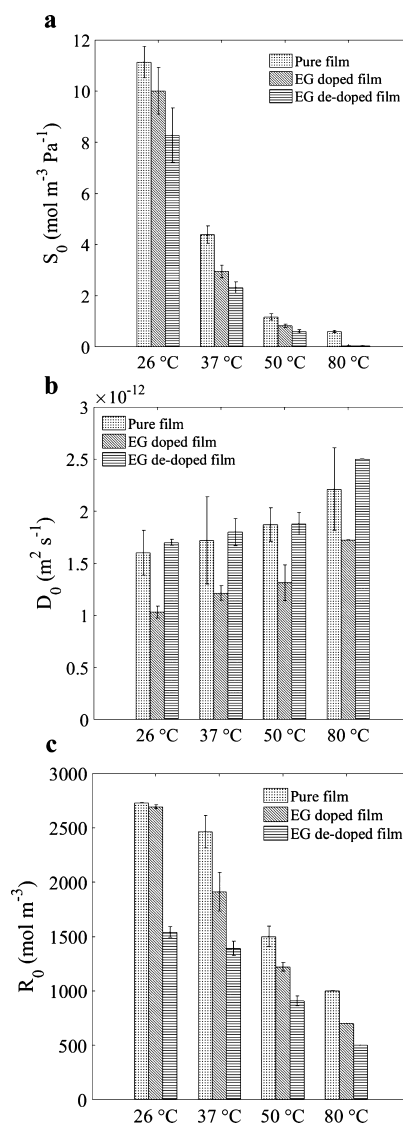 a
12
10
8
6
4
2
0
S₀ (mol m⁻³ Pa⁻¹)
Pure film
EG doped film
EG de-doped film
26 °C 37 °C 50 °C 80 °C
b
×10⁻¹²
3
2.5
2
1.5
1
0.5
0
D₀ (m² s⁻¹)
Pure film
EG doped film
EG de-doped film
26 °C 37 °C 50 °C 80 °C
c
3000
2500
2000
1500
1000
500
0
R₀ (mol m⁻³)
Pure film
EG doped film
EG de-doped film
26 °C 37 °C 50 °C 80 °C